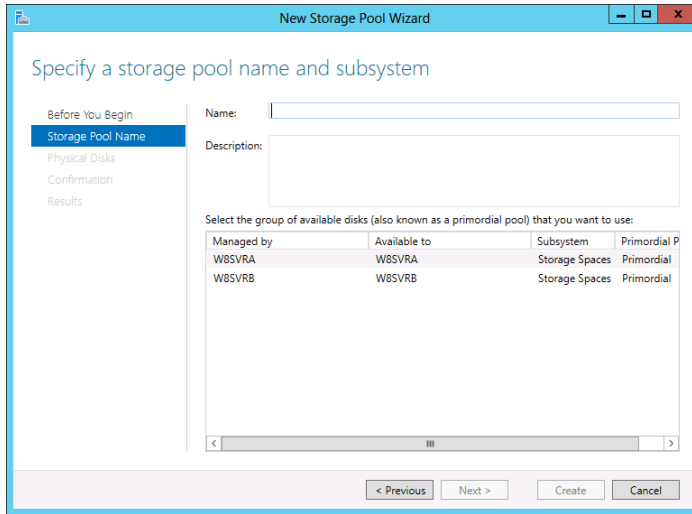 New Storage Pool Wizard
Specify a storage pool name and subsystem
Before You Begin
Storage Pool Name
Physical Disks
Confirmation
Results
Name:
Description:
Select the group of available disks (also known as a primordial pool) that you want to use:
Managed by Available to Subsystem Primordial P
W8SVRA W8SVRA Storage Spaces Primordial
W8SVRB W8SVRB Storage Spaces Primordial
< Previous Next > Create Cancel